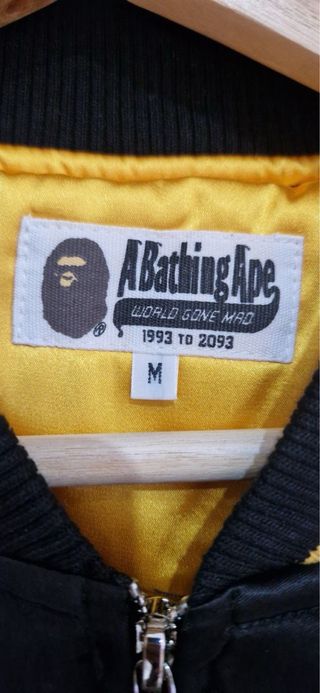 A Bathing Ape
®
WORLD GONE MAD
1993 TO 2093
M